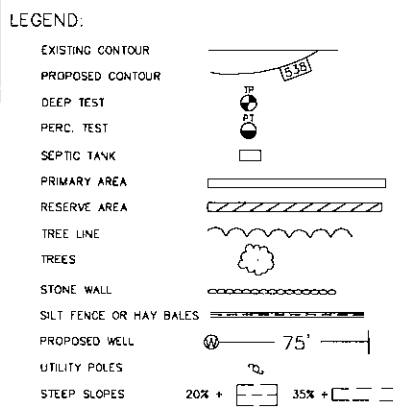 LEGEND:
EXISTING CONTOUR
PROPOSED CONTOUR 538
DEEP TEST TP
PERC. TEST PT
SEPTIC TANK
PRIMARY AREA
RESERVE AREA
TREE LINE
TREES
STONE WALL
SILT FENCE OR HAY BALES
PROPOSED WELL W 75'
UTILITY POLES
STEEP SLOPES 20% + 35% +